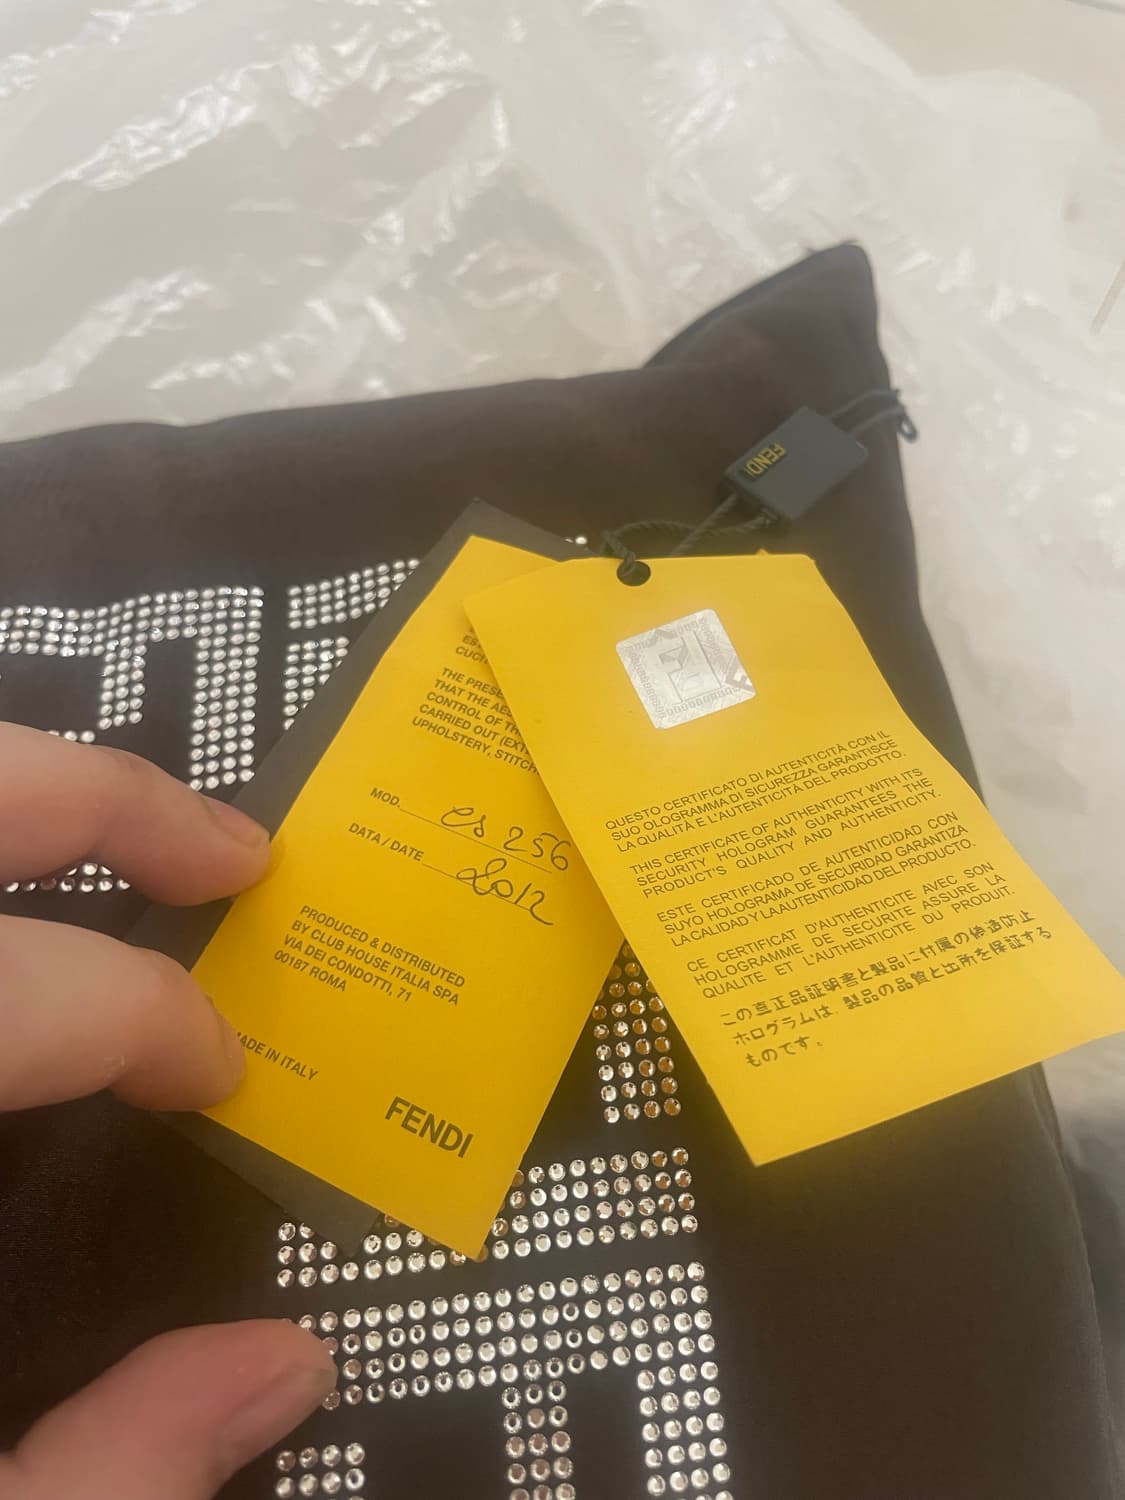 FENDI
THE PRESE
THAT THE AB
CONTROL OF TH
CARRIED OUT (EXT
UPHOLSTERY, STITCH
MOD. es 256
DATA / DATE 2012
PRODUCED & DISTRIBUTED
BY CLUB HOUSE ITALIA SPA
VIA DEI CONDOTTI, 71
00187 ROMA
MADE IN ITALY
FENDI
QUESTO CERTIFICATO DI AUTENTICITÀ CON IL
SUO OLOGRAMMA DI SICUREZZA GARANTISCE
LA QUALITÀ E L'AUTENTICITÀ DEL PRODOTTO.
THIS CERTIFICATE OF AUTHENTICITY WITH ITS
SECURITY HOLOGRAM GUARANTEES THE
PRODUCT'S QUALITY AND AUTHENTICITY.
ESTE CERTIFICADO DE AUTENTICIDAD CON
SUYO HOLOGRAMA DE SEGURIDAD GARANTIZA
LA CALIDAD Y LA AUTENTICIDAD DEL PRODUCTO.
CE CERTIFICAT D'AUTHENTICITE AVEC SON
HOLOGRAMME DE SECURITE ASSURE LA
QUALITE ET L'AUTHENTICITE DU PRODUIT.
この真正品証明書と製品に付属の偽造防止
ホログラムは、製品の品質と出所を保証する
ものです。